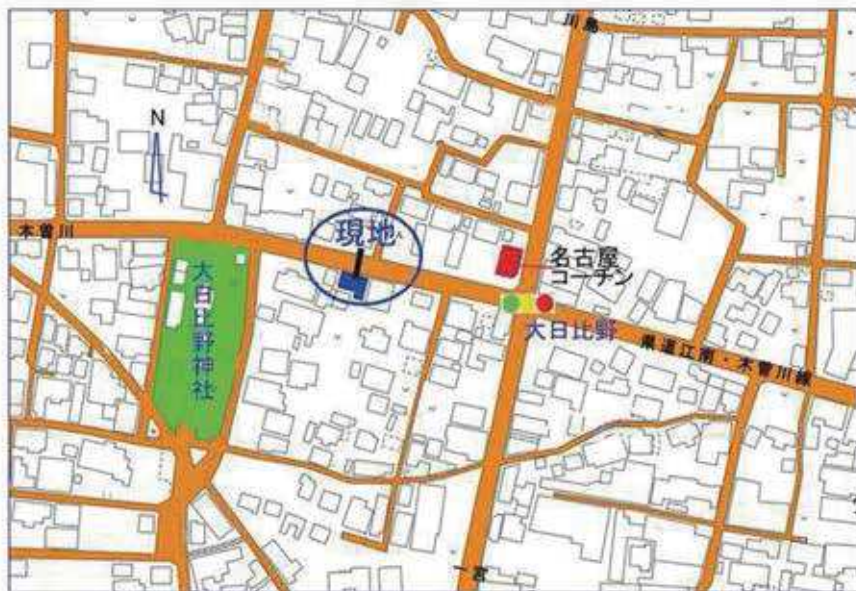 川島
N
木曽川
現地
名古屋
コーチン
大日比野
大日比野神社
県道江南・木曽川線
一宮